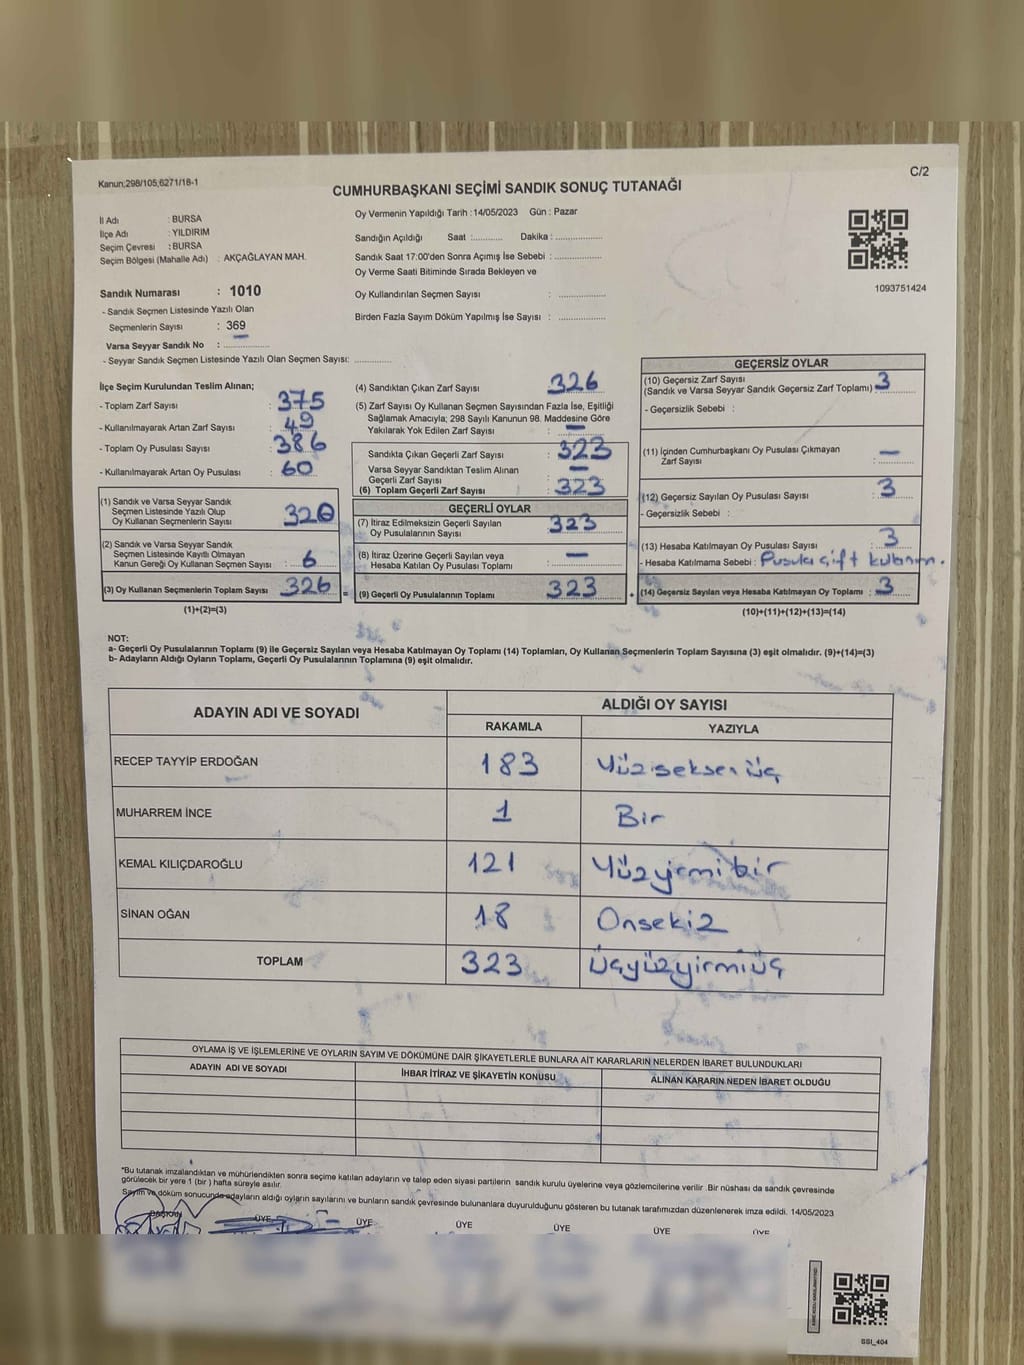 Kanun;298/105;6271/18-1
C/2
CUMHURBAŞKANI SEÇİMİ SANDIK SONUÇ TUTANAĞI
İl Adı : BURSA
İlçe Adı : YILDIRIM
Seçim Çevresi : BURSA
Seçim Bölgesi (Mahalle Adı) : AKÇAĞLAYAN MAH.
Sandık Numarası : 1010
- Sandık Seçmen Listesinde Yazılı Olan
Seçmenlerin Sayısı : 369
Varsa Seyyar Sandık No : ............ —
- Seyyar Sandık Seçmen Listesinde Yazılı Olan Seçmen Sayısı: ............
Oy Vermenin Yapıldığı Tarih :14/05/2023 Gün : Pazar
Sandığın Açıldığı Saat :........... Dakika : ...............
Sandık Saat 17:00'den Sonra Açımış İse Sebebi : ...............
Oy Verme Saati Bitiminde Sırada Bekleyen ve
Oy Kullandırılan Seçmen Sayısı : ...............
Birden Fazla Sayım Döküm Yapılmış İse Sayısı : ...............
1093751424
İlçe Seçim Kurulundan Teslim Alınan;
- Toplam Zarf Sayısı : 375
- Kullanılmayarak Artan Zarf Sayısı : 49
- Toplam Oy Pusulası Sayısı : 386
- Kullanılmayarak Artan Oy Pusulası : 60
(1) Sandık ve Varsa Seyyar Sandık
Seçmen Listesinde Yazılı Olup
Oy Kullanan Seçmenlerin Sayısı : 320
(2) Sandık ve Varsa Seyyar Sandık
Seçmen Listesinde Kayıtlı Olmayan
Kanun Gereği Oy Kullanan Seçmen Sayısı : 6
(3) Oy Kullanan Seçmenlerin Toplam Sayısı : 326 =
(1)+(2)=(3)
(4) Sandıktan Çıkan Zarf Sayısı : 326
(5) Zarf Sayısı Oy Kullanan Seçmen Sayısından Fazla İse, Eşitliği
Sağlamak Amacıyla; 298 Sayılı Kanunun 98. Maddesine Göre
Yakılarak Yok Edilen Zarf Sayısı : —
Sandıkta Çıkan Geçerli Zarf Sayısı : 323
Varsa Seyyar Sandıktan Teslim Alınan
Geçerli Zarf Sayısı : —
(6) Toplam Geçerli Zarf Sayısı : 323
GEÇERLİ OYLAR
(7) İtiraz Edilmeksizin Geçerli Sayılan
Oy Pusulalarının Sayısı : 323
(8) İtiraz Üzerine Geçerli Sayılan veya
Hesaba Katılan Oy Pusulası Toplamı : —
(9) Geçerli Oy Pusulalarının Toplamı : 323 +
GEÇERSİZ OYLAR
(10) Geçersiz Zarf Sayısı
(Sandık ve Varsa Seyyar Sandık Geçersiz Zarf Toplamı) : 3
- Geçersizlik Sebebi :
(11) İçinden Cumhurbaşkanı Oy Pusulası Çıkmayan
Zarf Sayısı : —
(12) Geçersiz Sayılan Oy Pusulası Sayısı : 3
- Geçersizlik Sebebi :
(13) Hesaba Katılmayan Oy Pusulası Sayısı : 3
- Hesaba Katılmama Sebebi : Pusula çift kullanım.
(14) Geçersiz Sayılan veya Hesaba Katılmayan Oy Toplamı : 3
(10)+(11)+(12)+(13)=(14)
NOT:
a- Geçerli Oy Pusulalarının Toplamı (9) ile Geçersiz Sayılan veya Hesaba Katılmayan Oy Toplamı (14) Toplamları, Oy Kullanan Seçmenlerin Toplam Sayısına (3) eşit olmalıdır. (9)+(14)=(3)
b- Adayların Aldığı Oyların Toplamı, Geçerli Oy Pusulalarının Toplamına (9) eşit olmalıdır.
ADAYIN ADI VE SOYADI
ALDIĞI OY SAYISI
RAKAMLA YAZIYLA
RECEP TAYYİP ERDOĞAN 183 Yüzseksenüç
MUHARREM İNCE 1 Bir
KEMAL KILIÇDAROĞLU 121 Yüzyirmibir
SİNAN OĞAN 18 Onsekiz
TOPLAM 323 Üçyüzyirmiüç
OYLAMA İŞ VE İŞLEMLERİNE VE OYLARIN SAYIM VE DÖKÜMÜNE DAİR ŞİKAYETLERLE BUNLARA AİT KARARLARIN NELERDEN İBARET BULUNDUKLARI
ADAYIN ADI VE SOYADI İHBAR İTİRAZ VE ŞİKAYETİN KONUSU ALINAN KARARIN NEDEN İBARET OLDUĞU
*Bu tutanak imzalandıktan ve mühürlendikten sonra seçime katılan adayların ve talep eden siyasi partilerin sandık kurulu üyelerine veya gözlemcilerine verilir .Bir nüshası da sandık çevresinde
görülecek bir yere 1 (bir ) hafta süreyle asılır.
Sayım ve döküm sonucunda adayların aldığı oyların sayılarını ve bunların sandık çevresinde bulunanlara duyurulduğunu gösteren bu tutanak tarafımızdan düzenlenerek imza edildi. 14/05/2023
BAŞKAN ÜYE ÜYE ÜYE ÜYE ÜYE ÜYE
SSI_404